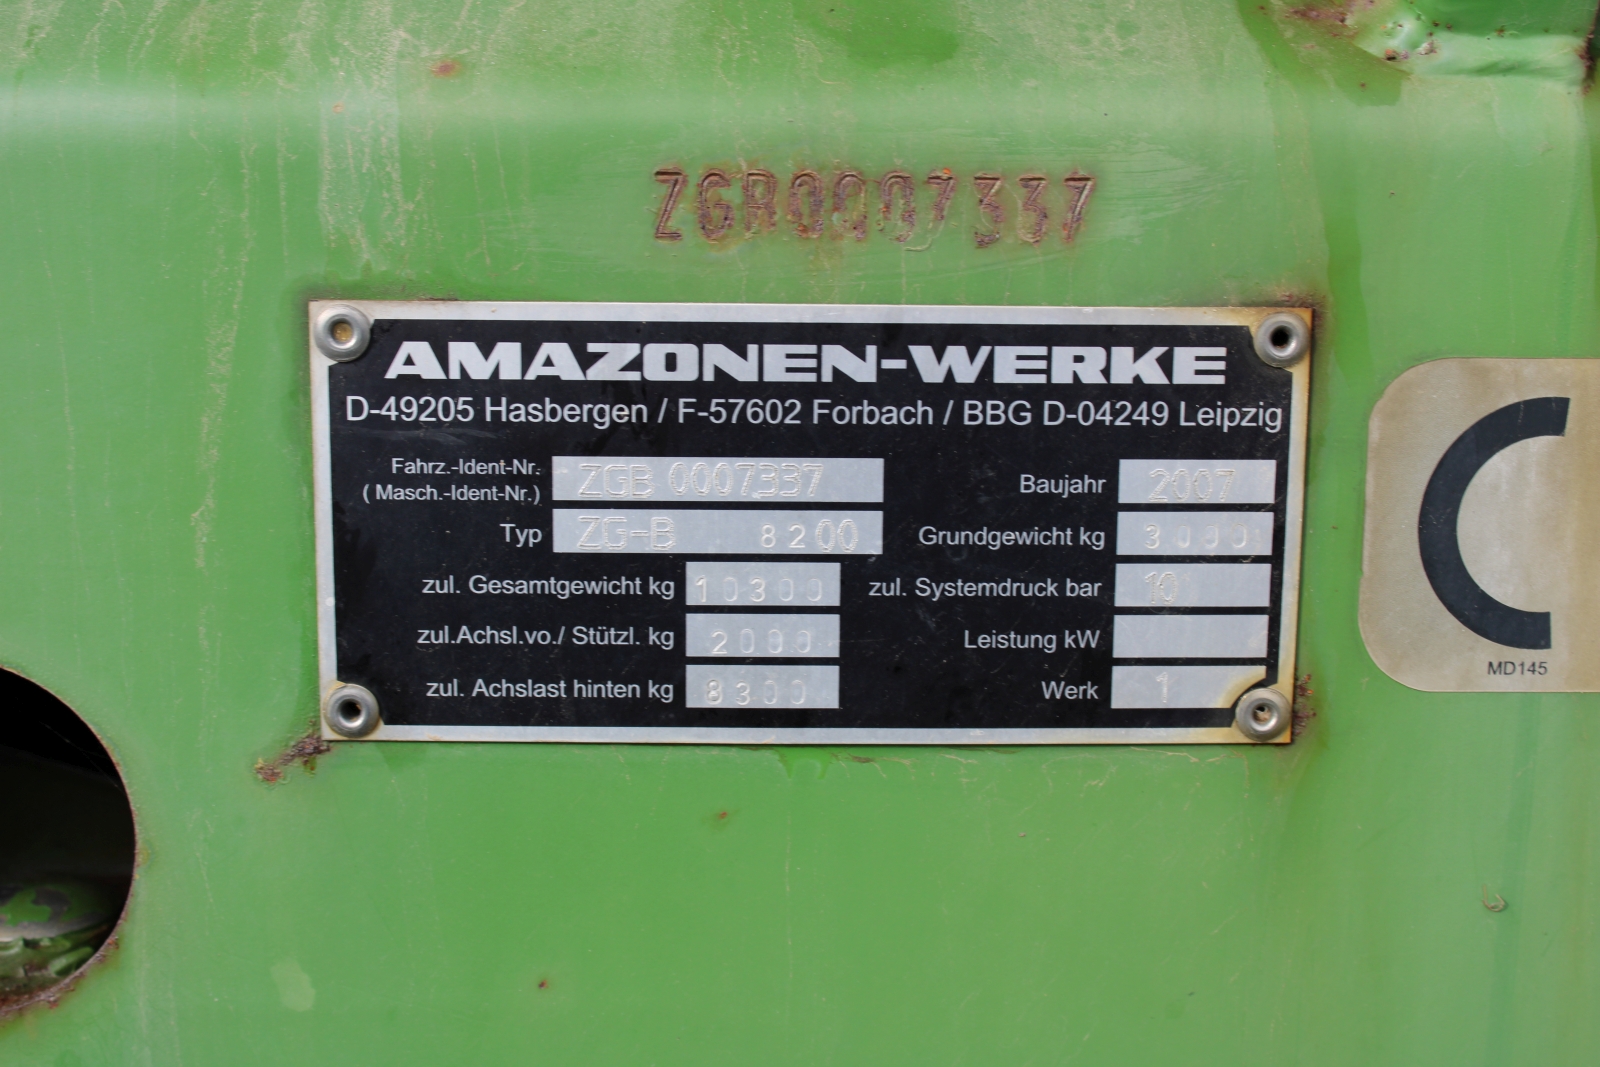 ZGB0007337
AMAZONEN-WERKE
D-49205 Hasbergen / F-57602 Forbach / BBG D-04249 Leipzig
Fahrz.-Ident-Nr.
( Masch.-Ident-Nr.) ZGB 0007337
Typ ZG-B 8200
zul. Gesamtgewicht kg 10300
zul.Achsl.vo./ Stützl. kg 2000
zul. Achslast hinten kg 8300
Baujahr 2007
Grundgewicht kg 3000
zul. Systemdruck bar 10
Leistung kW
Werk 1
C
MD145